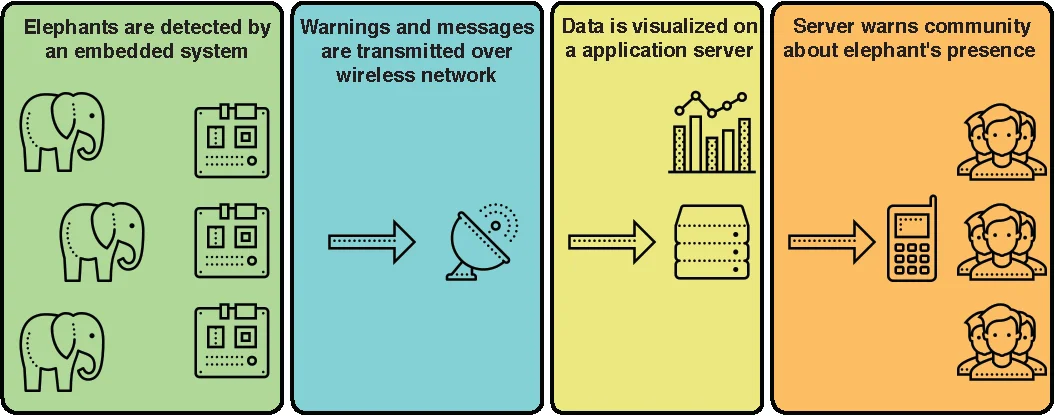 Elephants are detected by
an embedded system
Warnings and messages
are transmitted over
wireless network
Data is visualized on
a application server
Server warns community
about elephant's presence